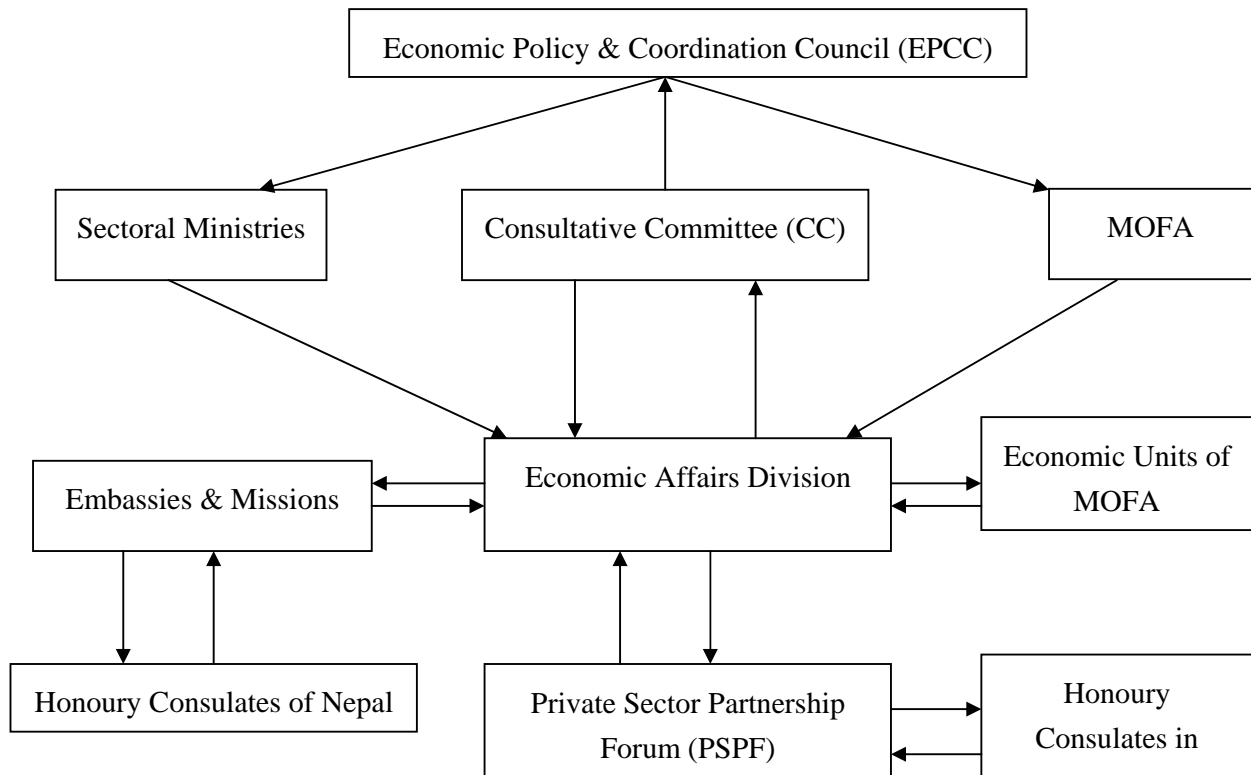 Economic Policy & Coordination Council (EPCC)
Sectoral Ministries
Consultative Committee (CC)
MOFA
Economic Affairs Division
Economic Units of
MOFA
Embassies & Missions
Honoury Consulates of Nepal
Private Sector Partnership
Forum (PSPF)
Honoury
Consulates in